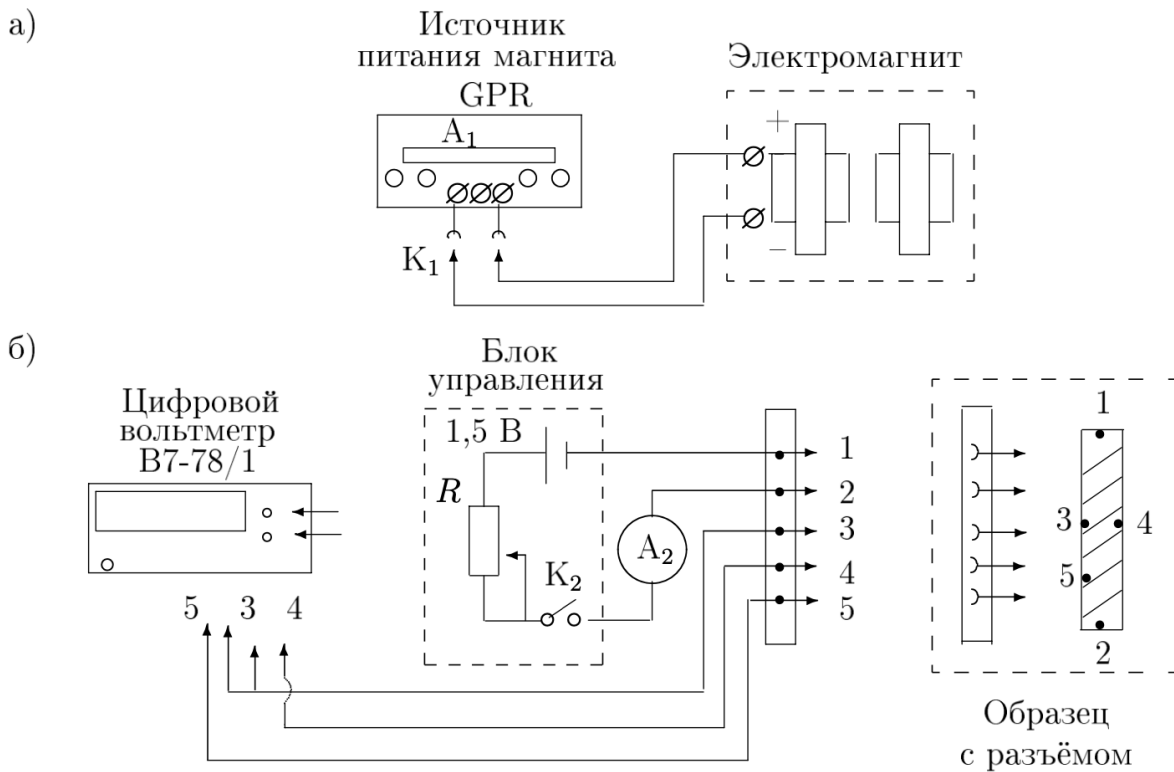 а)
Источник
питания магнита
GPR
A1
K1
Электромагнит
+
−
б)
Цифровой
вольтметр
В7-78/1
5 3 4
Блок
управления
1,5 В
R
K2
A2
1
2
3
4
5
1
3
4
5
2
Образец
с разъёмом